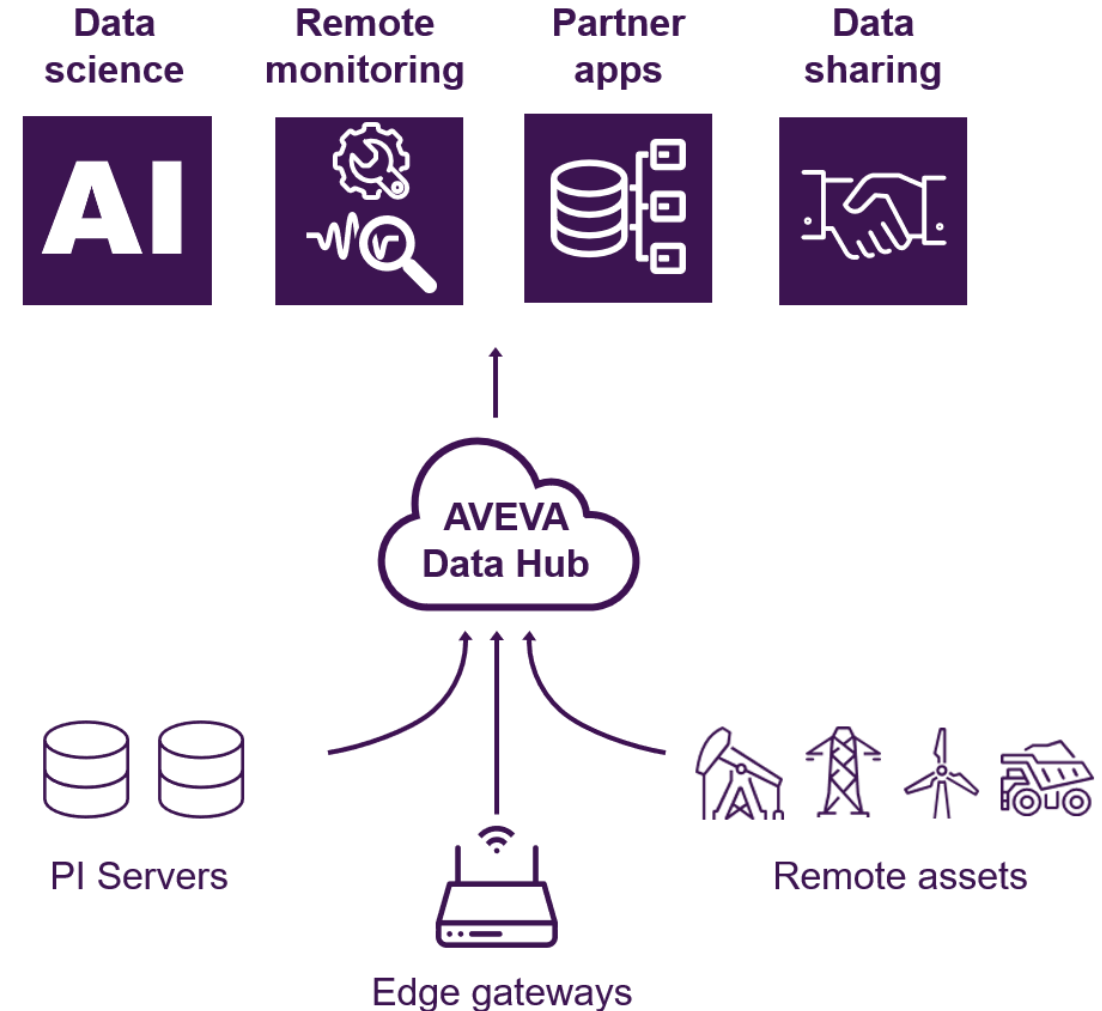 Data
science
Remote
monitoring
Partner
apps
Data
sharing
AI
AVEVA
Data Hub
PI Servers
Remote assets
Edge gateways